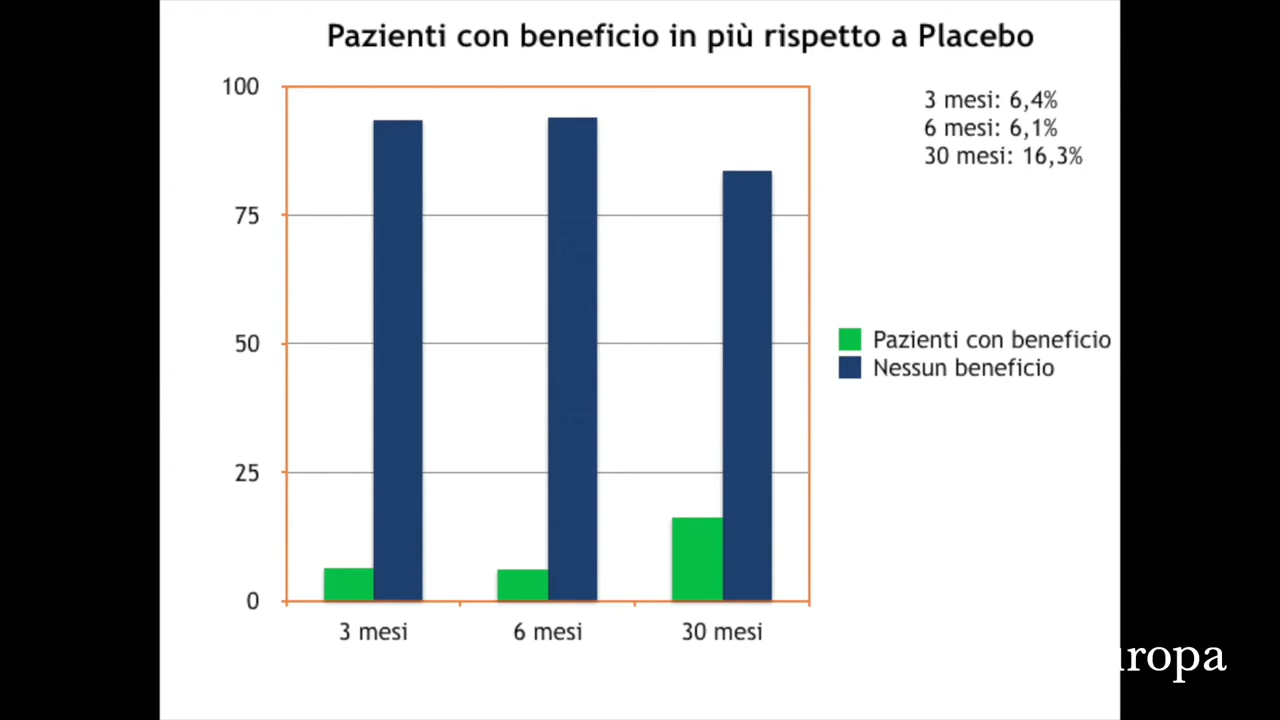 Pazienti con beneficio in più rispetto a Placebo
3 mesi: 6,4%
6 mesi: 6,1%
30 mesi: 16,3%
100
75
50
25
0
3 mesi
6 mesi
30 mesi
Pazienti con beneficio
Nessun beneficio